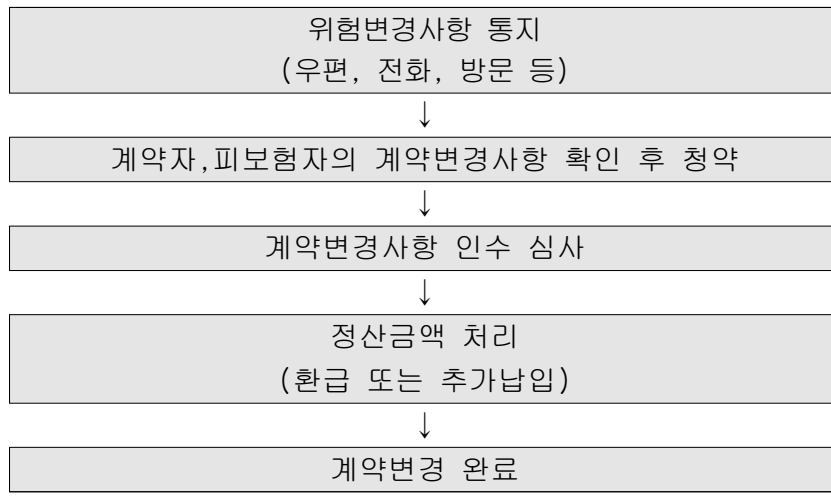 위험변경사항 통지
(우편, 전화, 방문 등)
↓
계약자,피보험자의 계약변경사항 확인 후 청약
↓
계약변경사항 인수 심사
↓
정산금액 처리
(환급 또는 추가납입)
↓
계약변경 완료